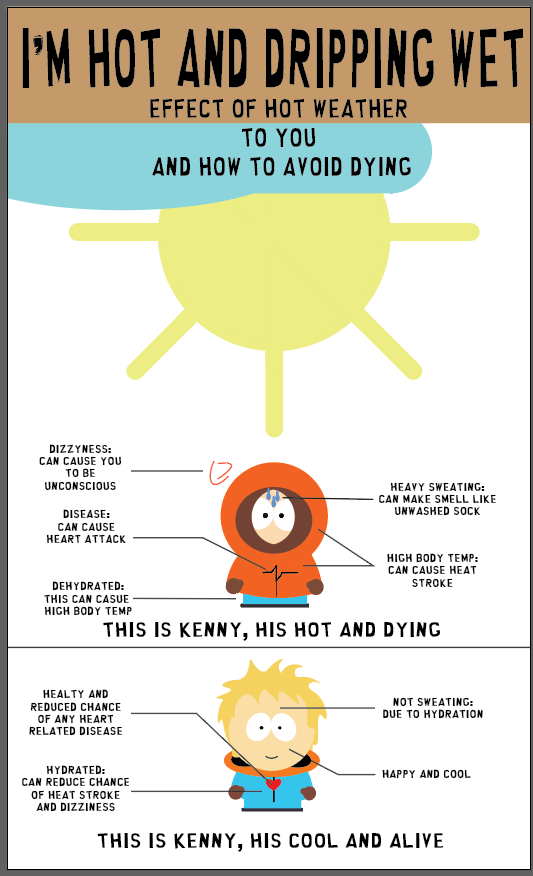 I'M HOT AND DRIPPING WET
EFFECT OF HOT WEATHER
TO YOU
AND HOW TO AVOID DYING
DIZZYNESS:
CAN CAUSE YOU
TO BE
UNCONSCIOUS
HEAVY SWEATING:
CAN MAKE SMELL LIKE
UNWASHED SOCK
DISEASE:
CAN CAUSE
HEART ATTACK
HIGH BODY TEMP:
CAN CAUSE HEAT
STROKE
DEHYDRATED:
THIS CAN CASUE
HIGH BODY TEMP
THIS IS KENNY, HIS HOT AND DYING
HEALTY AND
REDUCED CHANCE
OF ANY HEART
RELATED DISEASE
NOT SWEATING:
DUE TO HYDRATION
HAPPY AND COOL
HYDRATED:
CAN REDUCE CHANCE
OF HEAT STROKE
AND DIZZINESS
THIS IS KENNY, HIS COOL AND ALIVE